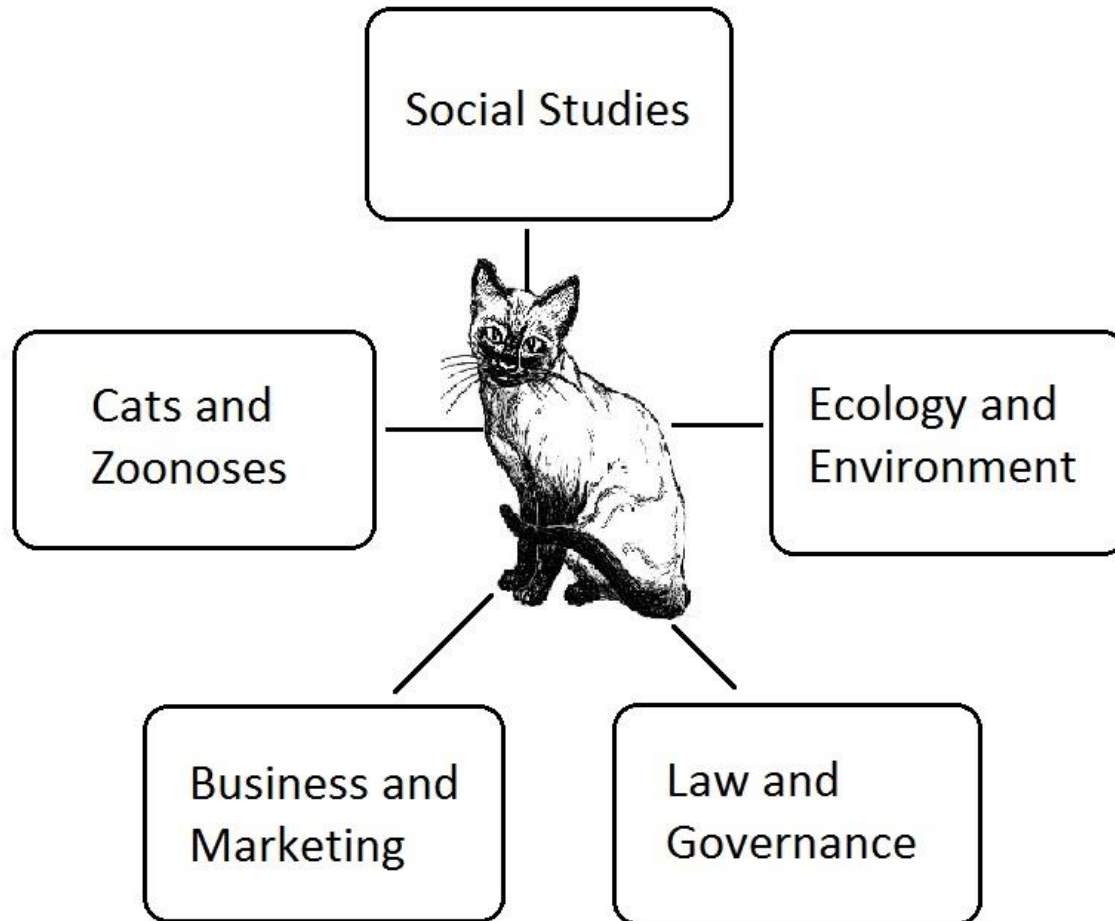 Social Studies
Cats and
Zoonoses
Ecology and
Environment
Business and
Marketing
Law and
Governance